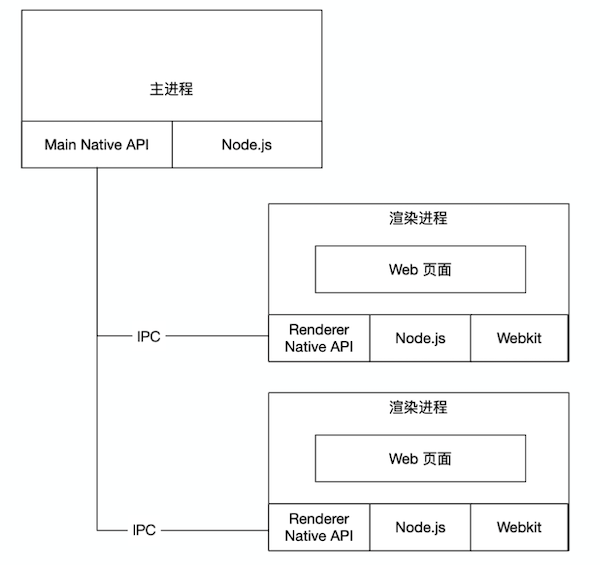 主进程
Main Native API
Node.js
渲染进程
Web 页面
IPC
Renderer
Native API
Node.js
Webkit
渲染进程
Web 页面
IPC
Renderer
Native API
Node.js
Webkit